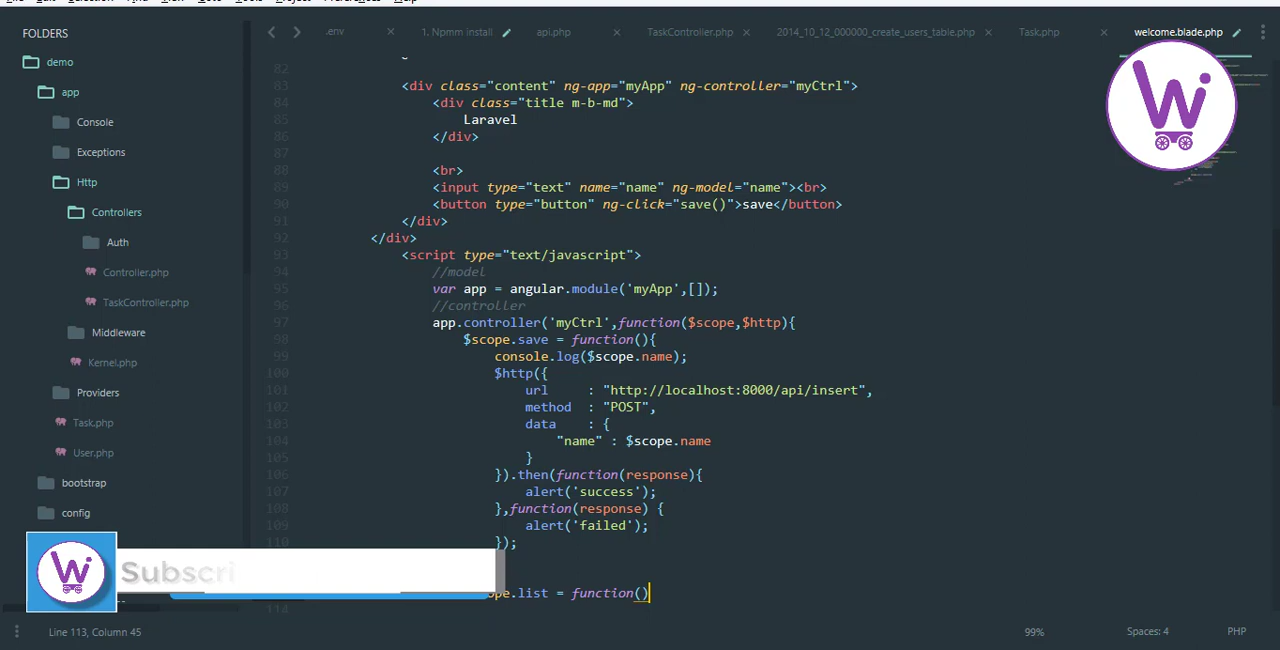 FOLDERS
demo
app
Console
Exceptions
Http
Controllers
Auth
Controller.php
TaskController.php
Middleware
Kernel.php
Providers
Task.php
User.php
bootstrap
config
.env
1. Npmm install
api.php
TaskController.php
2014_10_12_000000_create_users_table.php
Task.php
welcome.blade.php
82
83 <div class="content" ng-app="myApp" ng-controller="myCtrl">
84 <div class="title m-b-md">
85 Laravel
86 </div>
87
88 <br>
89 <input type="text" name="name" ng-model="name"><br>
90 <button type="button" ng-click="save()">save</button>
91 </div>
92 </div>
93 <script type="text/javascript">
94 //model
95 var app = angular.module('myApp',[]);
96 //controller
97 app.controller('myCtrl',function($scope,$http){
98 $scope.save = function(){
99 console.log($scope.name);
100 $http({
101 url : "http://localhost:8000/api/insert",
102 method : "POST",
103 data : {
104 "name" : $scope.name
105 }
106 }).then(function(response){
107 alert('success');
108 },function(response) {
109 alert('failed');
110 });
ope.list = function()
114
Wi
Wi
Subscri
Line 113, Column 45
99%
Spaces: 4
PHP